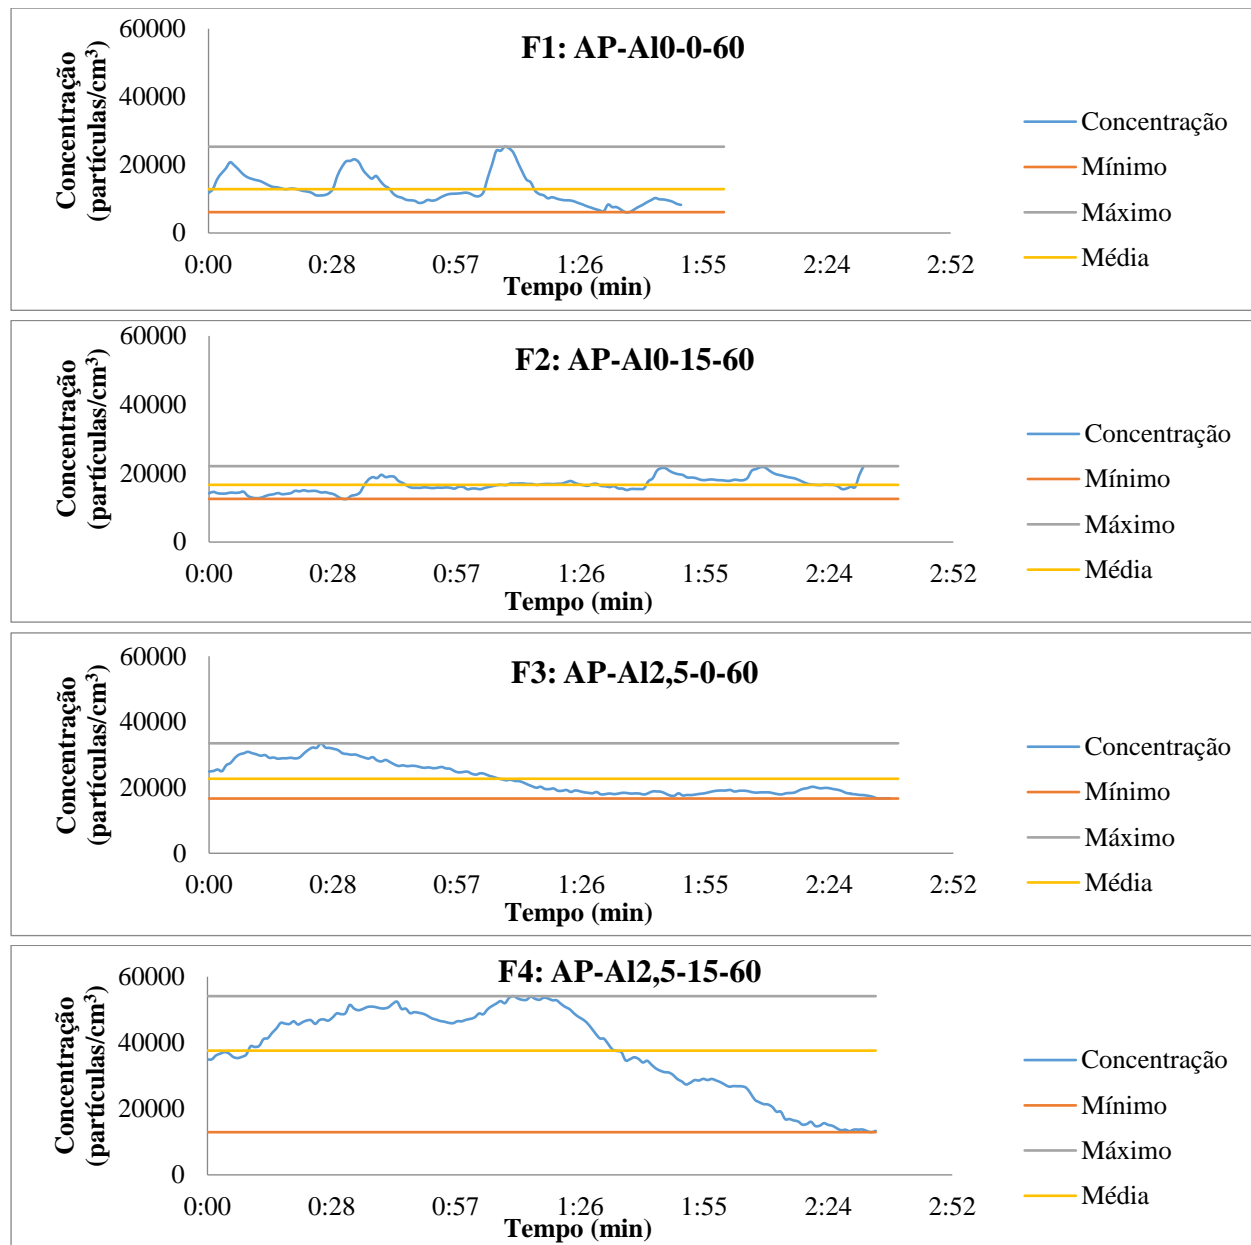 F1: AP-Al0-0-60
Concentração
(partículas/cm³)
60000
40000
20000
0
0:00 0:28 0:57 1:26 1:55 2:24 2:52
Tempo (min)
Concentração
Mínimo
Máximo
Média
F2: AP-Al0-15-60
Concentração
(partículas/cm³)
60000
40000
20000
0
0:00 0:28 0:57 1:26 1:55 2:24 2:52
Tempo (min)
Concentração
Mínimo
Máximo
Média
F3: AP-Al2,5-0-60
Concentração
(partículas/cm³)
60000
40000
20000
0
0:00 0:28 0:57 1:26 1:55 2:24 2:52
Tempo (min)
Concentração
Mínimo
Máximo
Média
F4: AP-Al2,5-15-60
Concentração
(partículas/cm³)
60000
40000
20000
0
0:00 0:28 0:57 1:26 1:55 2:24 2:52
Tempo (min)
Concentração
Mínimo
Máximo
Média